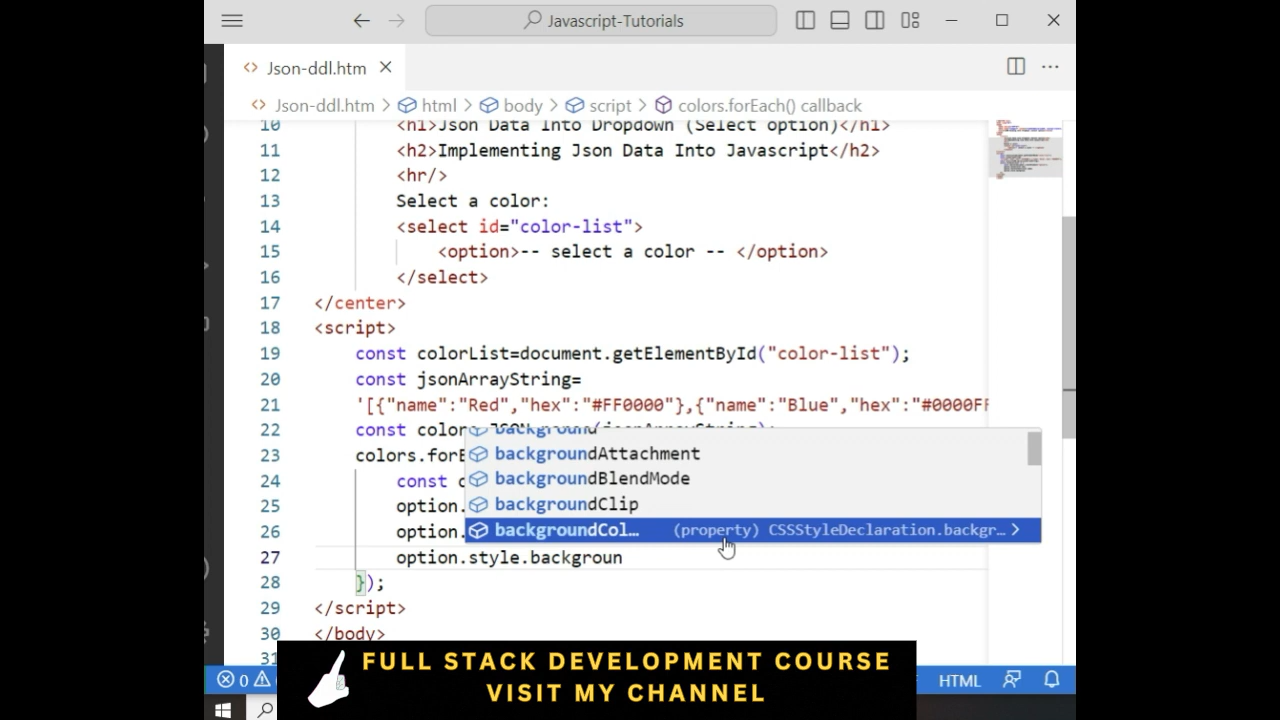 Javascript-Tutorials
Json-ddl.htm
Json-ddl.htm > html > body > script > colors.forEach() callback
10 <h1>Json Data Into Dropdown (Select option)</h1>
11 <h2>Implementing Json Data Into Javascript</h2>
12 <hr/>
13 Select a color:
14 <select id="color-list">
15 <option>-- select a color -- </option>
16 </select>
17 </center>
18 <script>
19 const colorList=document.getElementById("color-list");
20 const jsonArrayString=
21 '[{"name":"Red","hex":"#FF0000"},{"name":"Blue","hex":"#0000FF
22 const colors
background
23 colors.forE
backgroundAttachment
24 const
backgroundBlendMode
25 option.
backgroundClip
26 option.
backgroundCol... (property) CSSStyleDeclaration.backgr...
27 option.style.backgroun
28 });
29 </script>
30 </body>
31
FULL STACK DEVELOPMENT COURSE
VISIT MY CHANNEL
0
HTML